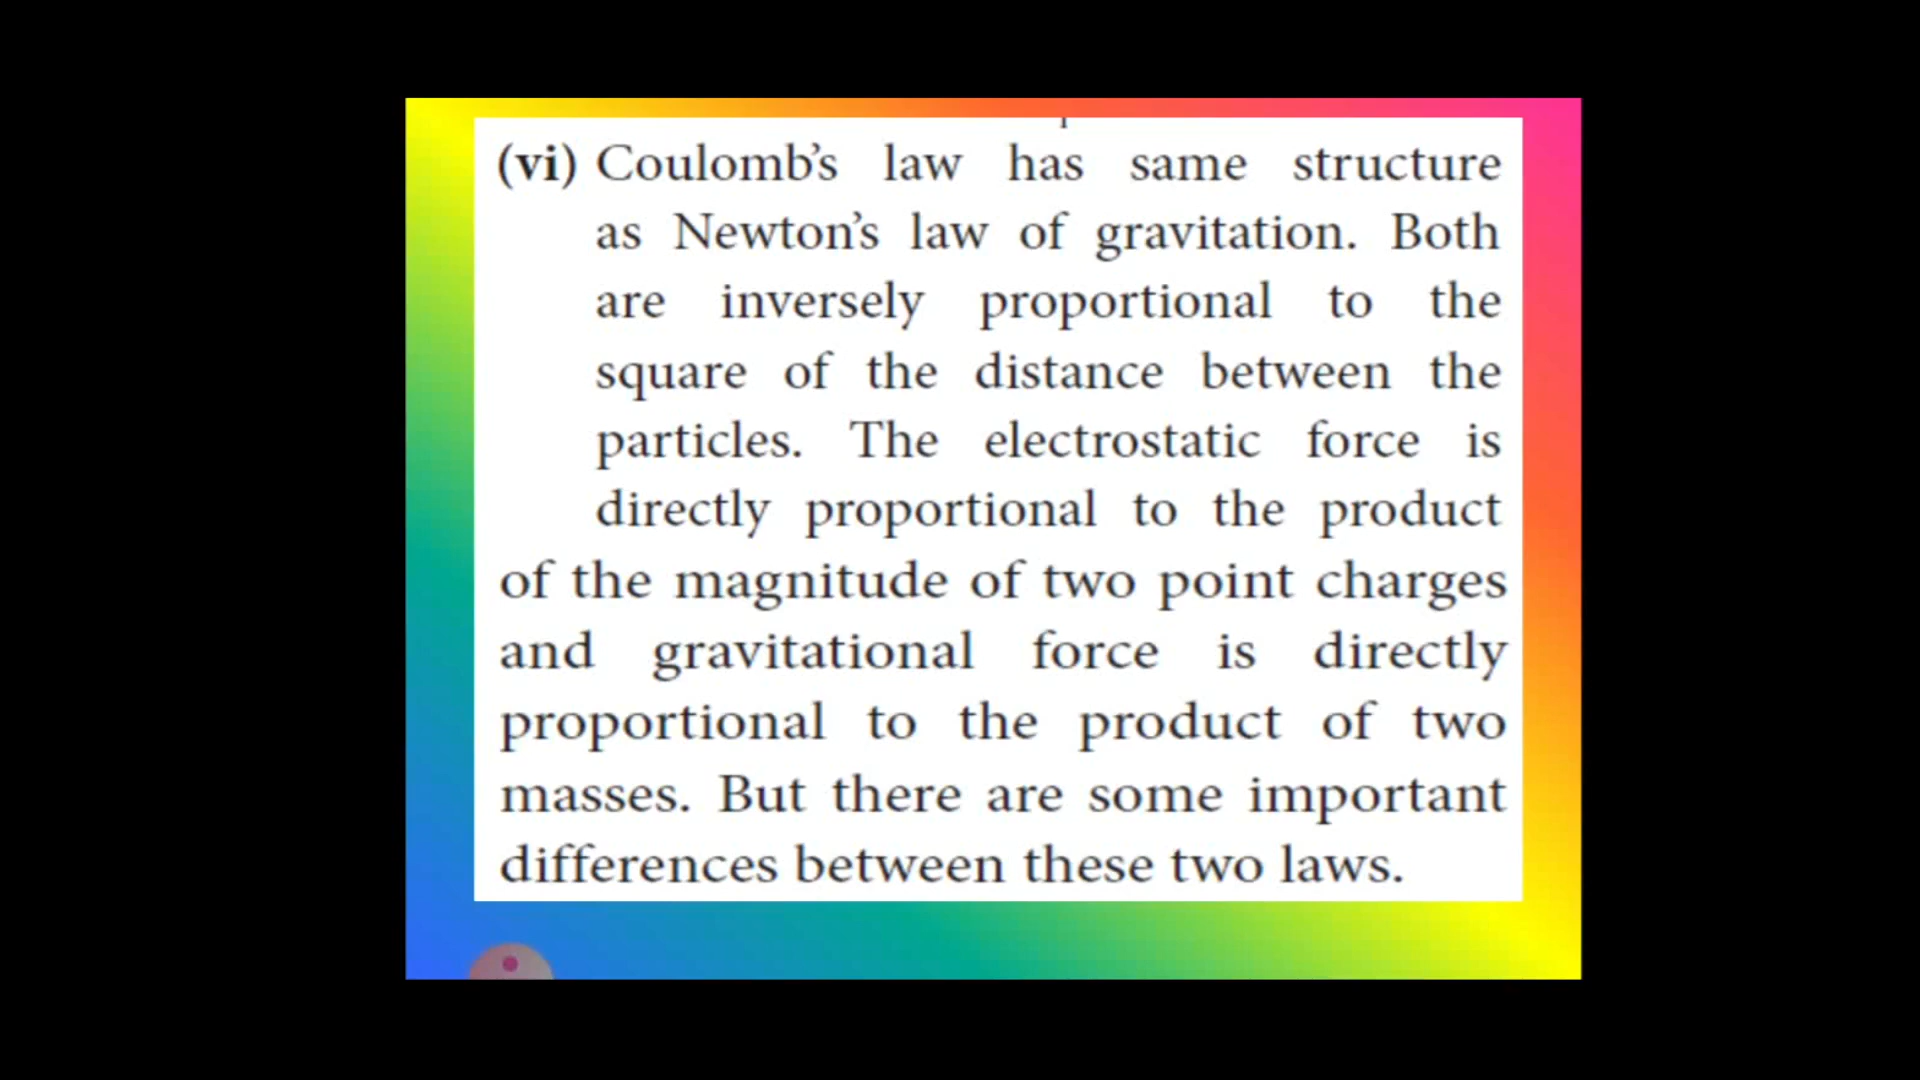 (vi) Coulomb’s law has same structure
as Newton’s law of gravitation. Both
are inversely proportional to the
square of the distance between the
particles. The electrostatic force is
directly proportional to the product
of the magnitude of two point charges
and gravitational force is directly
proportional to the product of two
masses. But there are some important
differences between these two laws.